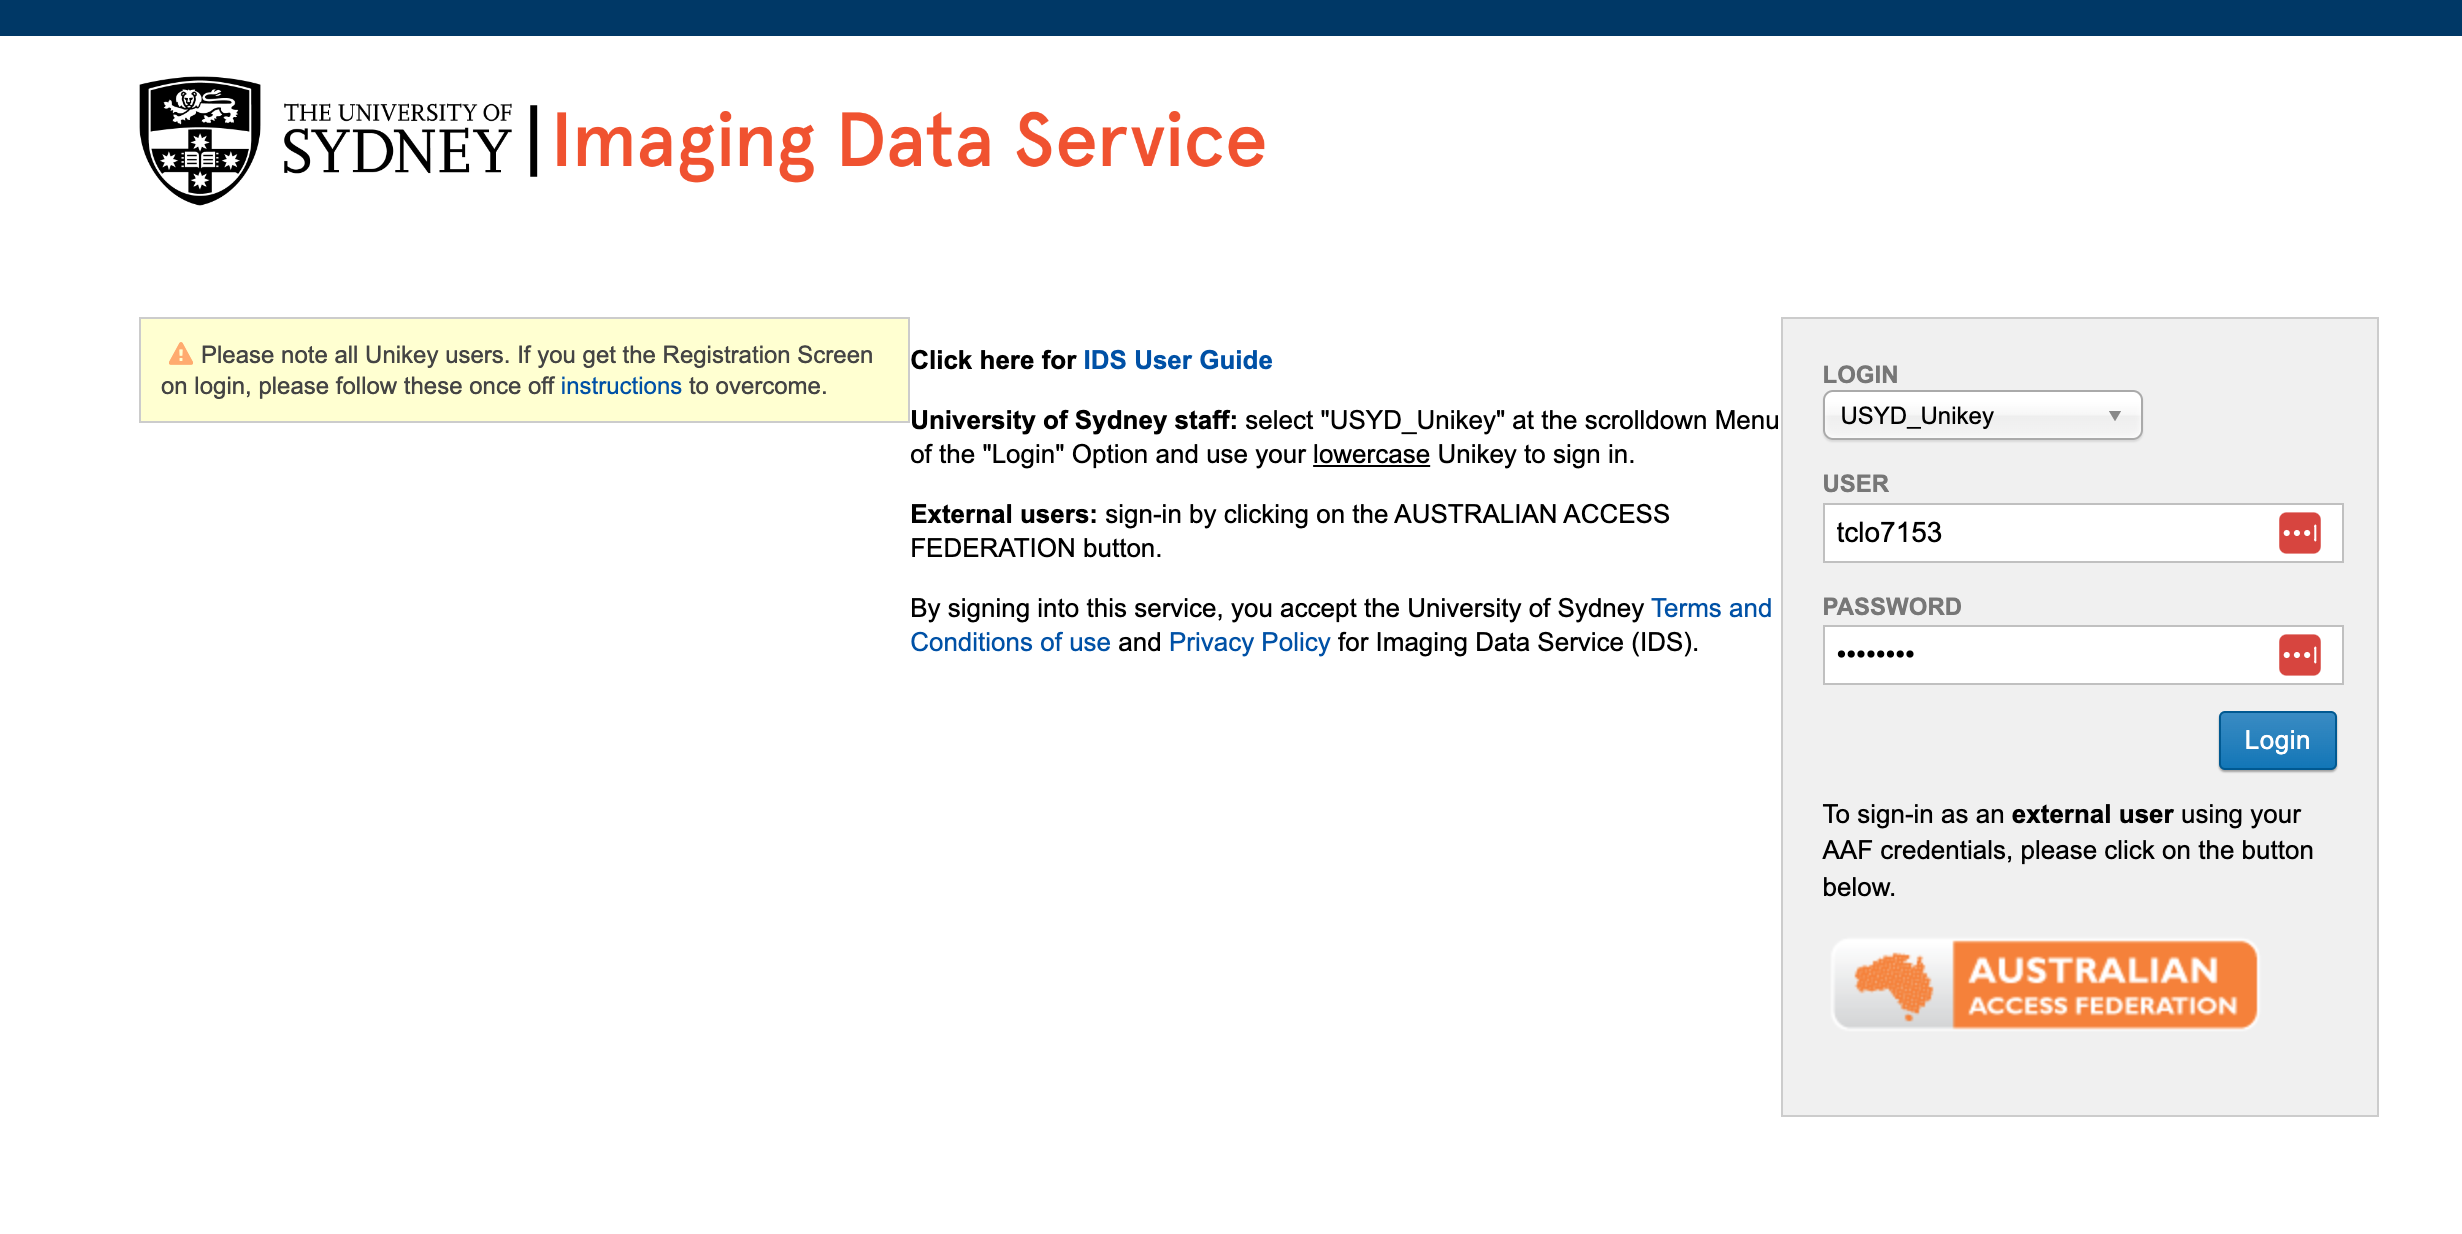 THE UNIVERSITY OF
SYDNEY
Imaging Data Service
Please note all Unikey users. If you get the Registration Screen
on login, please follow these once off instructions to overcome.
Click here for IDS User Guide
University of Sydney staff: select "USYD_Unikey" at the scrolldown Menu
of the "Login" Option and use your lowercase Unikey to sign in.
External users: sign-in by clicking on the AUSTRALIAN ACCESS
FEDERATION button.
By signing into this service, you accept the University of Sydney Terms and
Conditions of use and Privacy Policy for Imaging Data Service (IDS).
LOGIN
USYD_Unikey
USER
tclo7153
PASSWORD
••••••••
Login
To sign-in as an external user using your
AAF credentials, please click on the button
below.
AUSTRALIAN
ACCESS FEDERATION